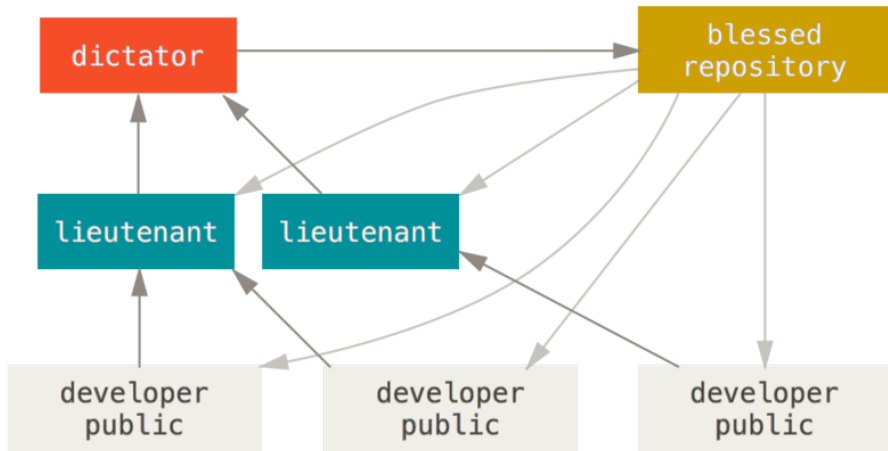 dictator
blessed
repository
lieutenant
lieutenant
developer
public
developer
public
developer
public